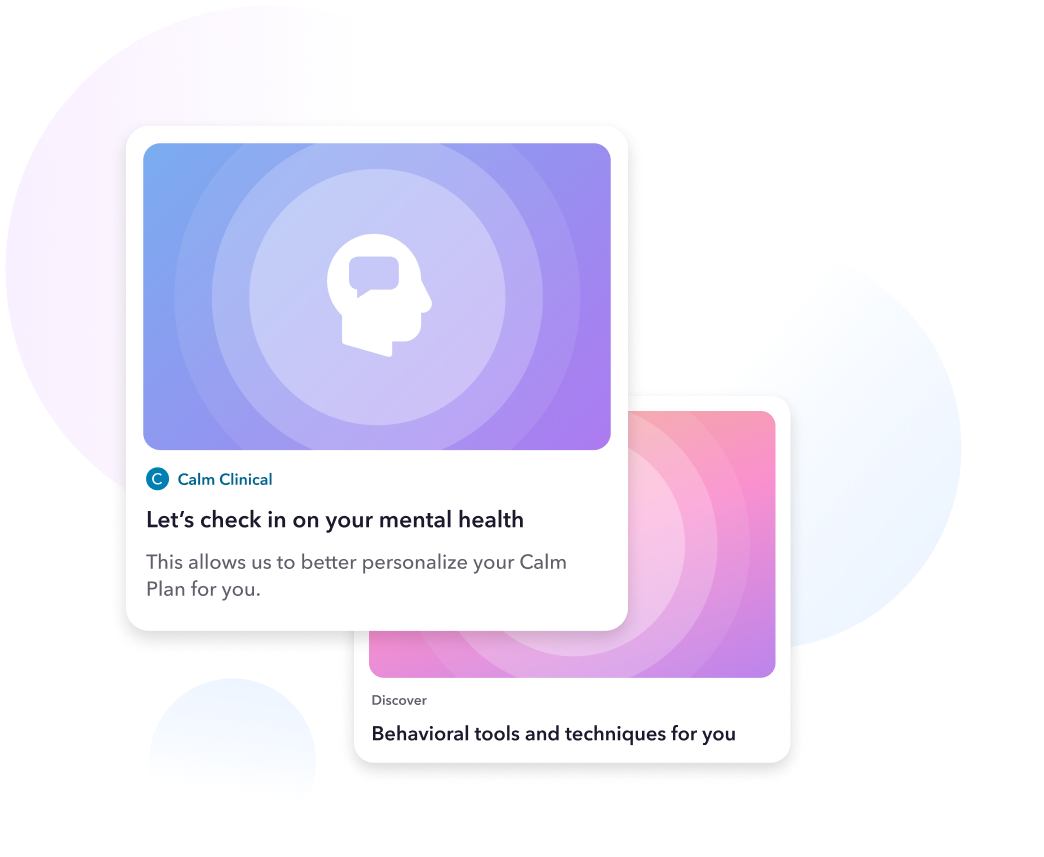 C Calm Clinical
Let’s check in on your mental health
This allows us to better personalize your Calm
Plan for you.
Discover
Behavioral tools and techniques for you